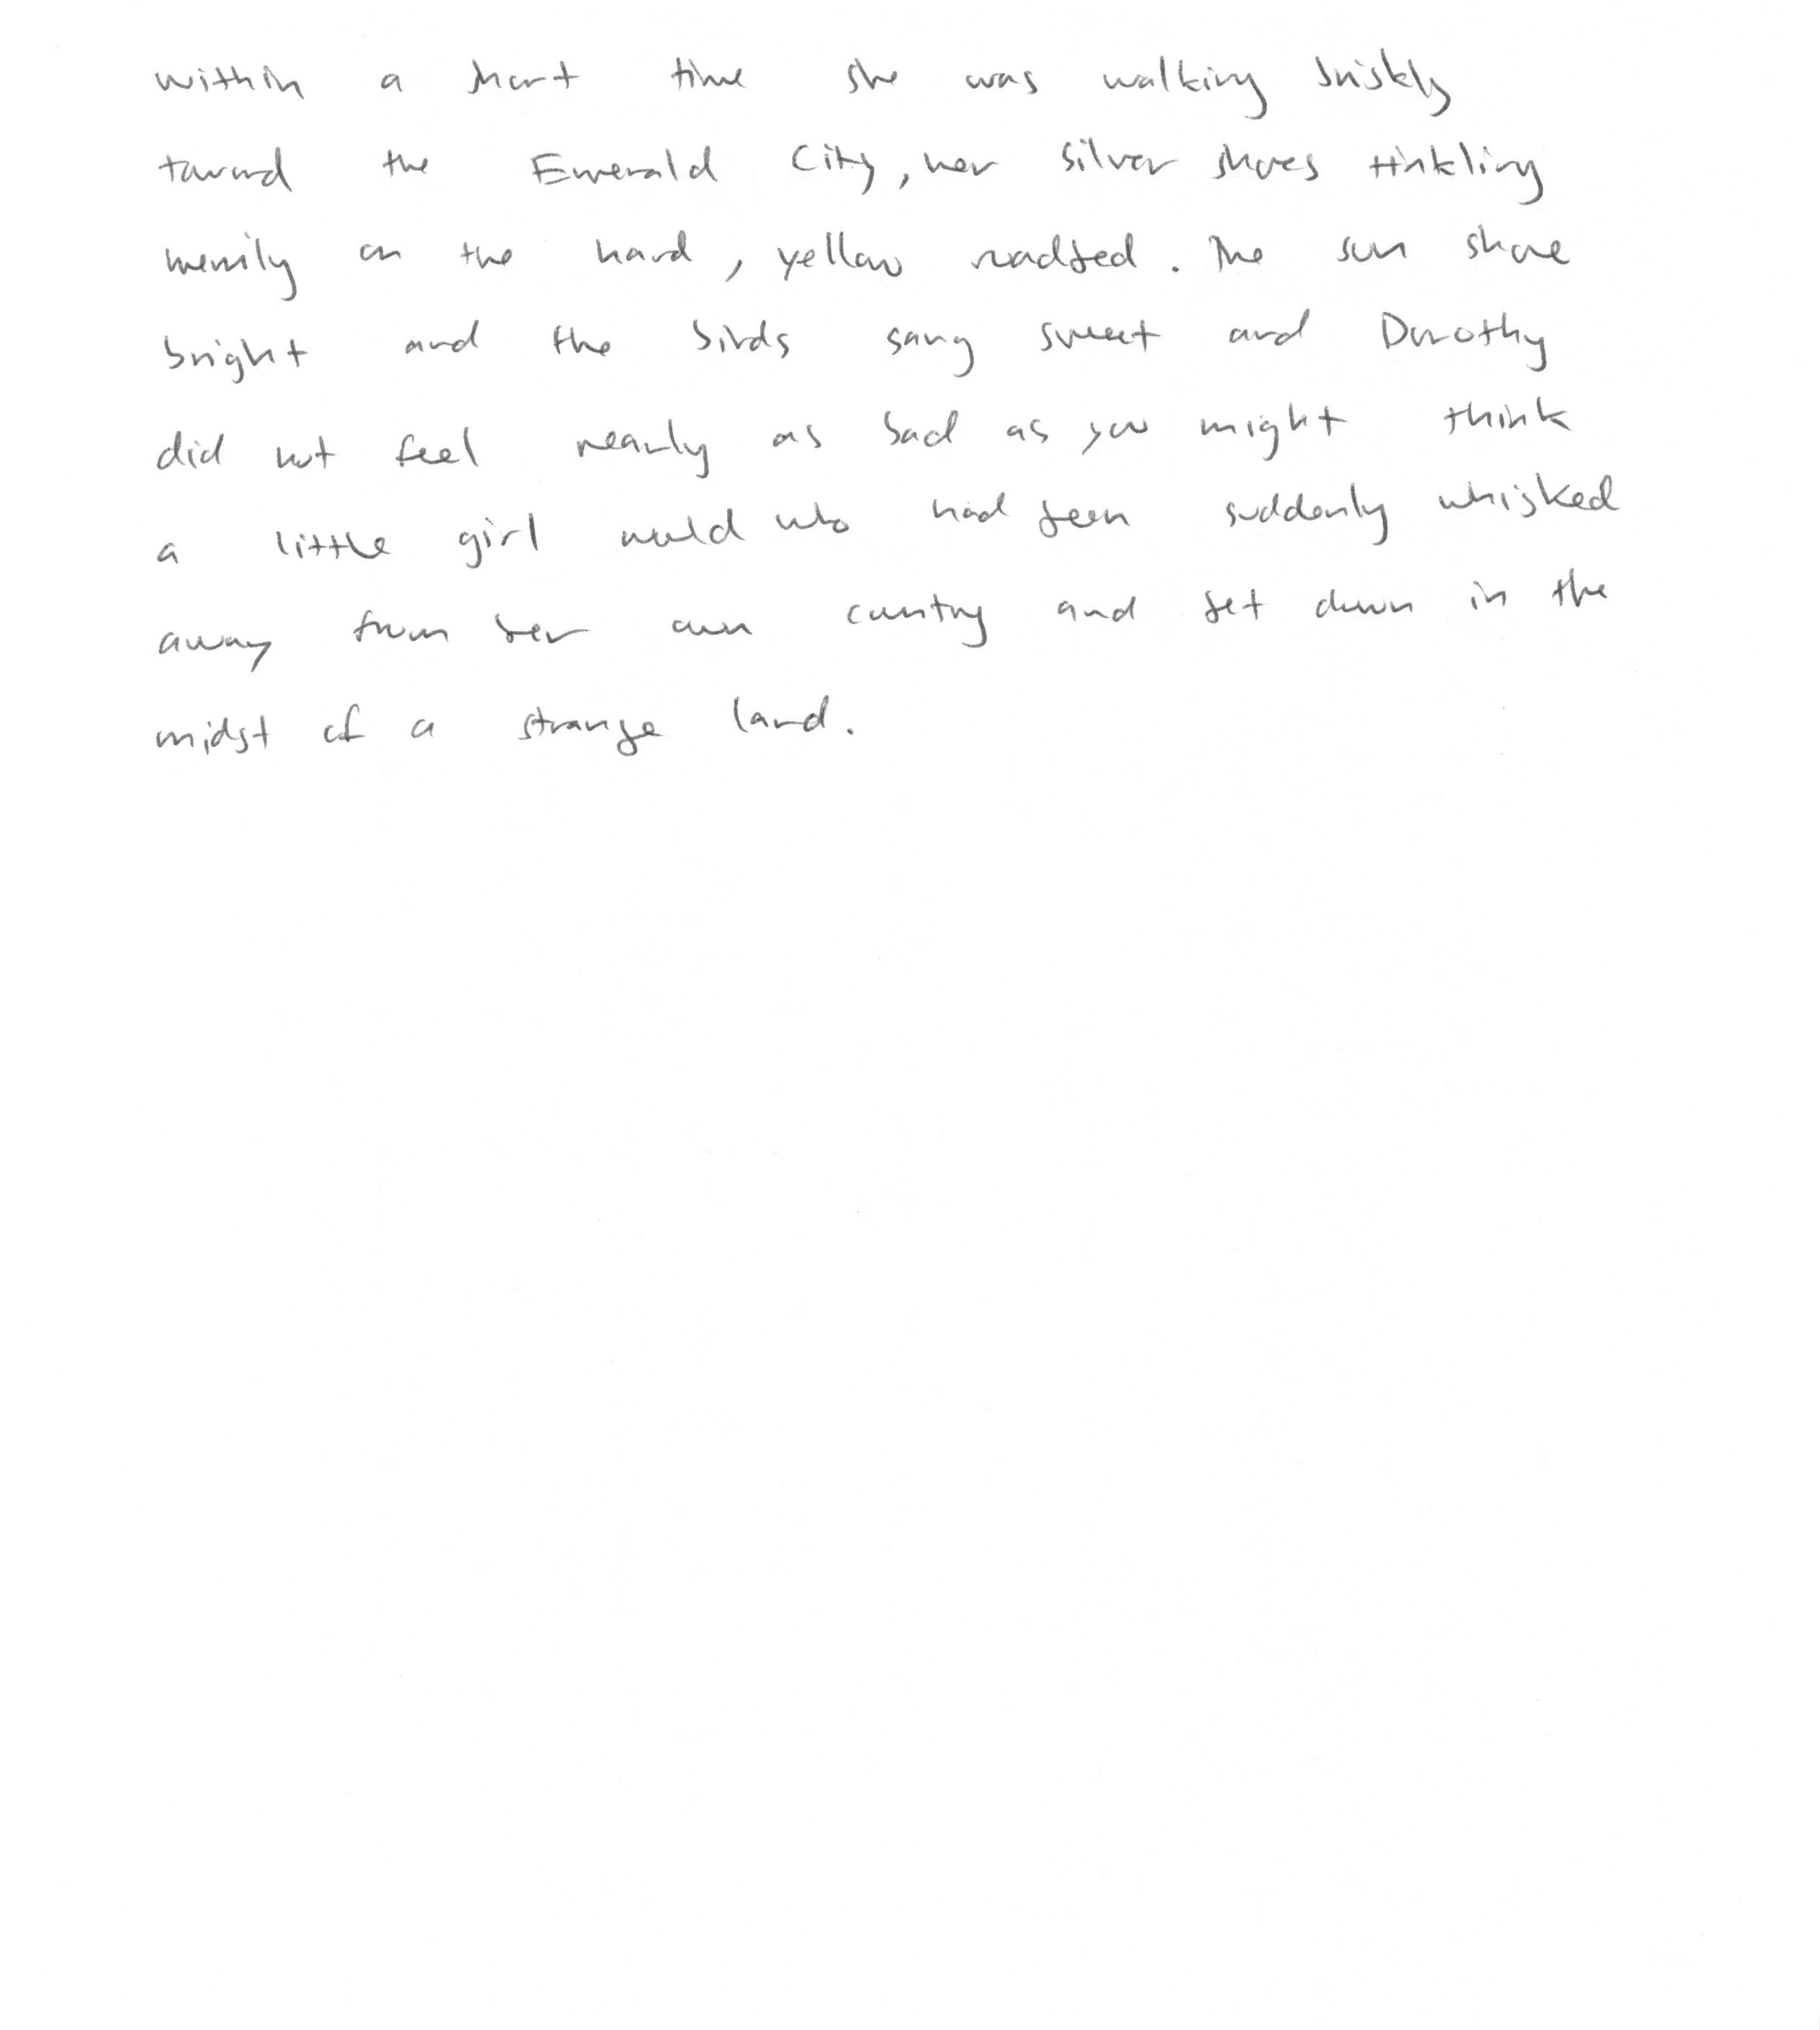 within a short time she was walking briskly
toward the Emerald City, her silver shoes tinkling
merrily on the hard, yellow roadbed. The sun shone
bright and the birds sang sweet and Dorothy
did not feel nearly as bad as you might think
a little girl would who had been suddenly whisked
away from her own country and set down in the
midst of a strange land.